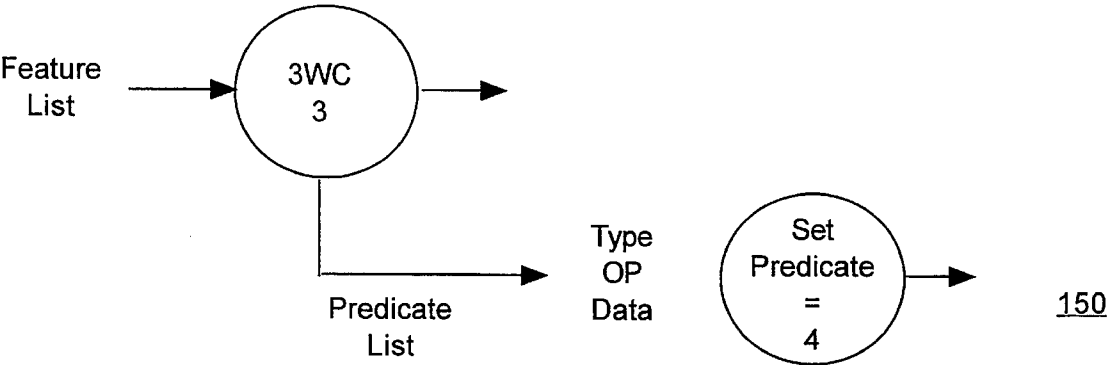 Feature
List
3WC
3
Predicate
List
Type
OP
Data
Set
Predicate
=
4
150